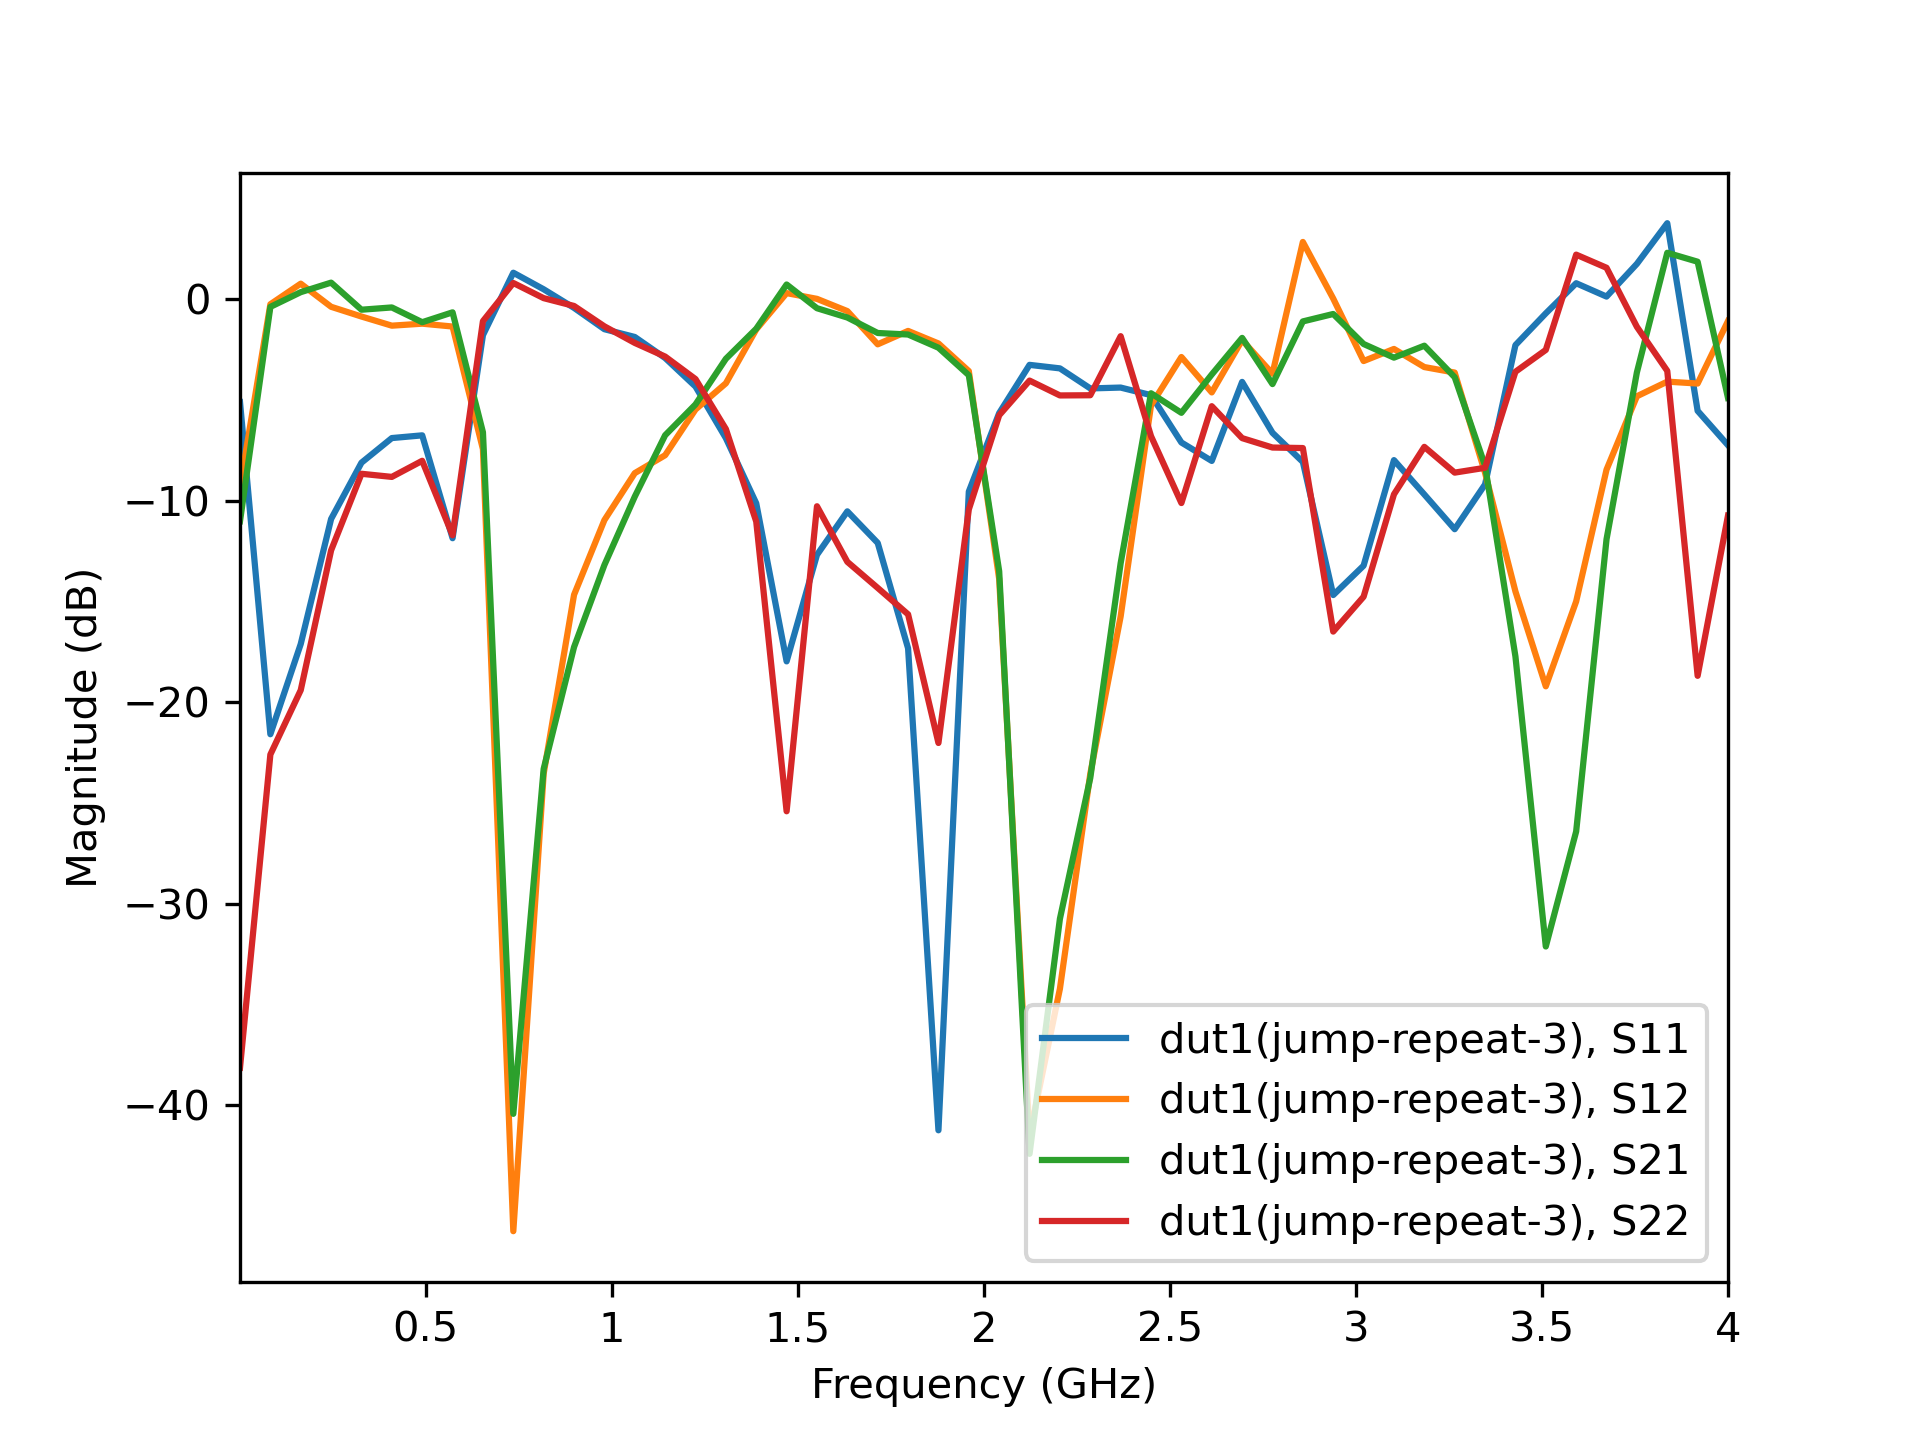 0
−10
−20
−30
−40
Magnitude (dB)
0.5 1 1.5 2 2.5 3 3.5 4
Frequency (GHz)
dut1(jump-repeat-3), S11
dut1(jump-repeat-3), S12
dut1(jump-repeat-3), S21
dut1(jump-repeat-3), S22